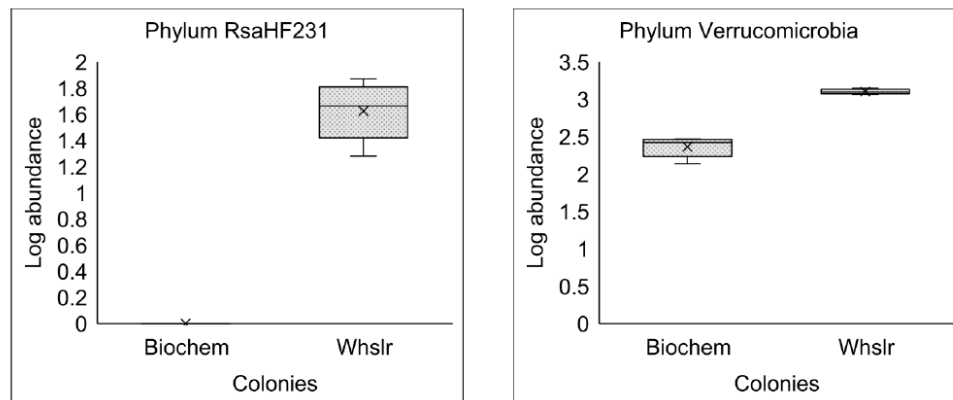 Phylum RsaHF231
2
1.8
1.6
1.4
1.2
1
0.8
0.6
0.4
0.2
0
Log abundance
Biochem Whslr
Colonies
Phylum Verrucomicrobia
3.5
3
2.5
2
1.5
1
0.5
0
Log abundance
Biochem Whslr
Colonies